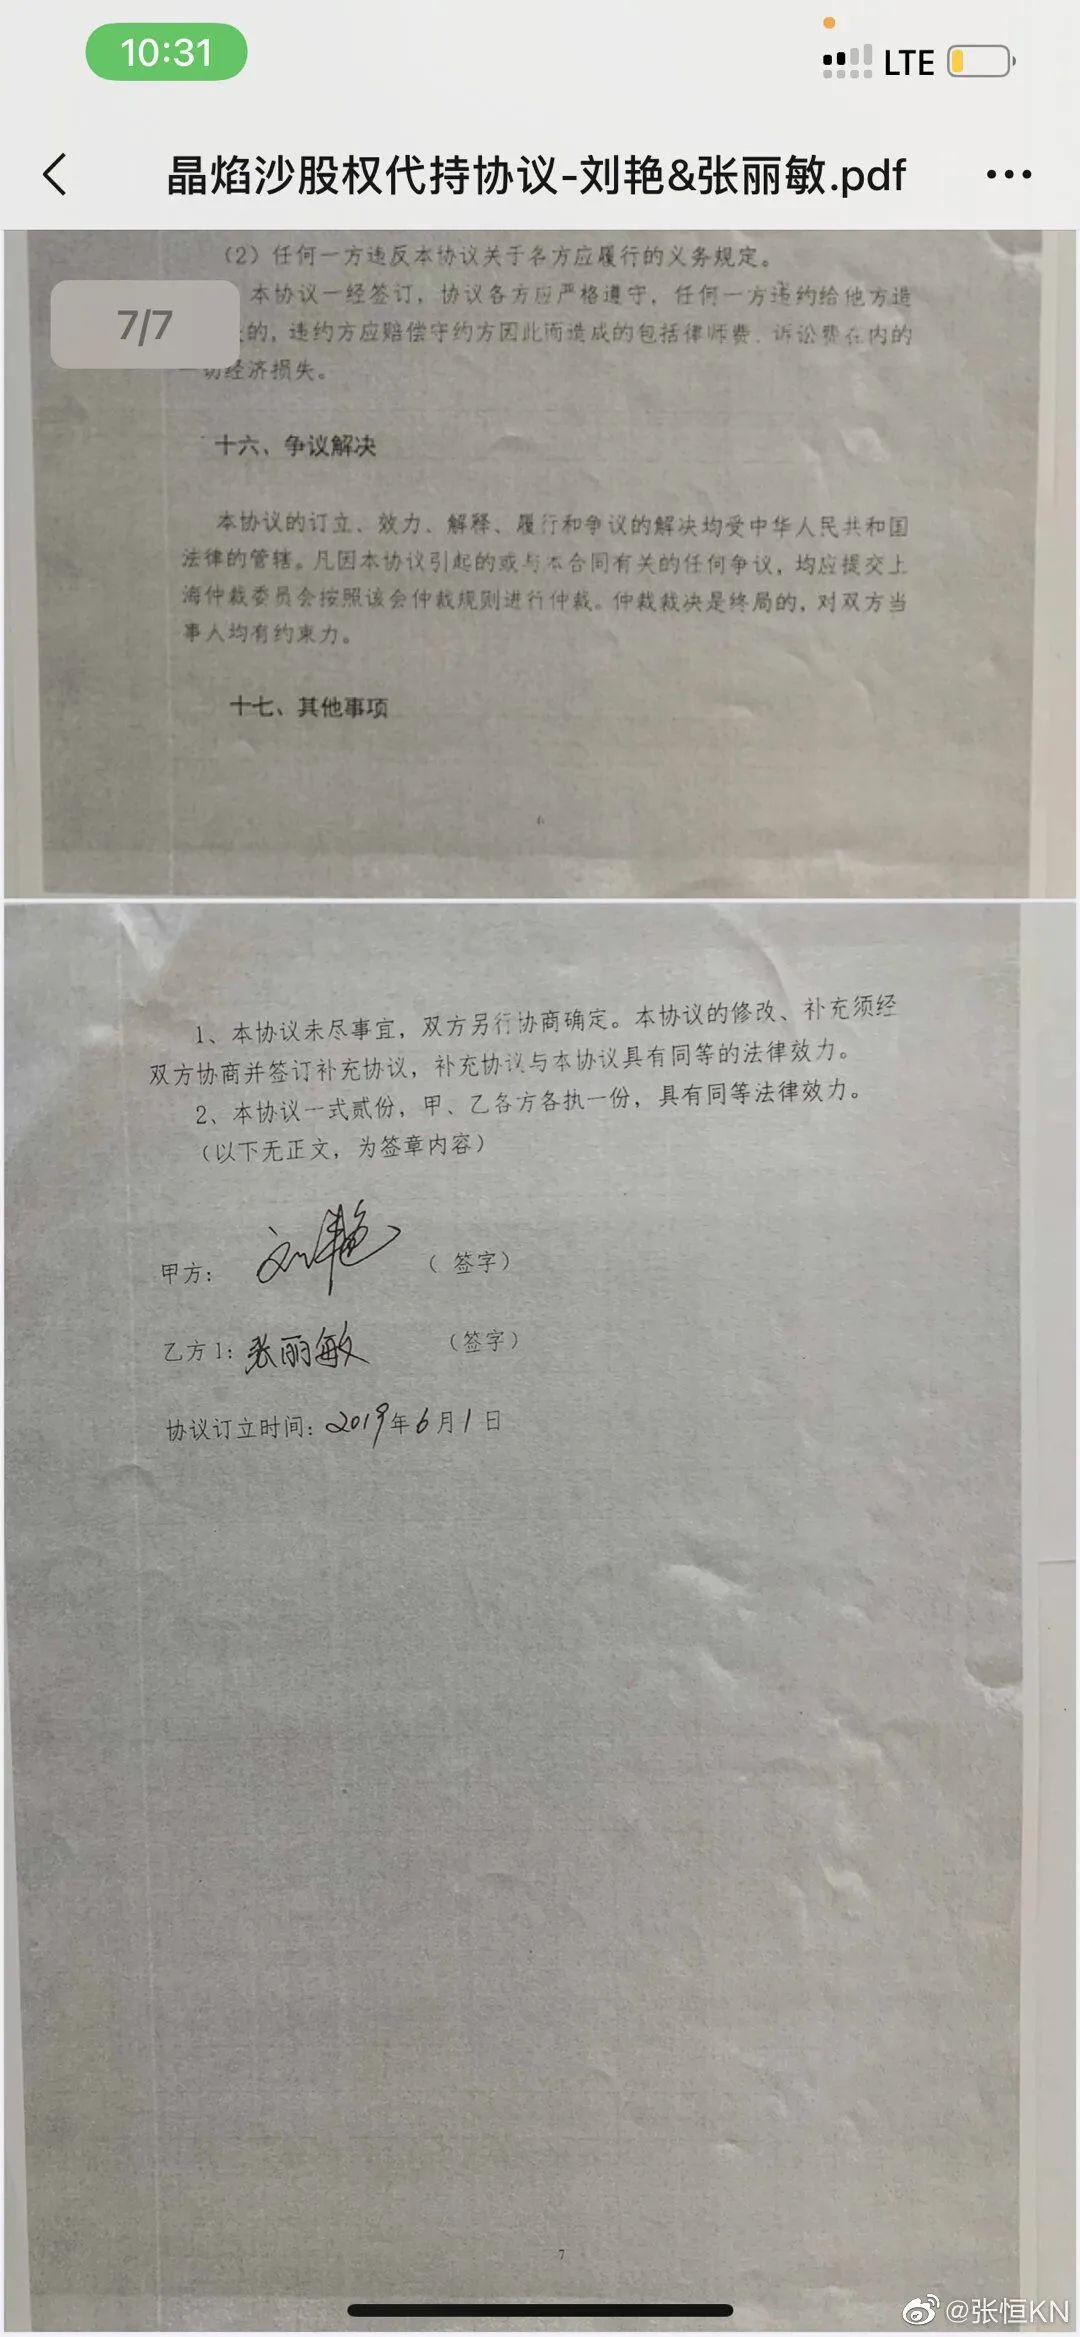 10:31
LTE
晶焰沙股权代持协议-刘艳&张丽敏.pdf
(2) 任何一方违反本协议关于各方应履行的义务规定。
7/7
本协议一经签订，协议各方应严格遵守，任何一方违约给他方造
的，违约方应赔偿守约方因此而造成的包括律师费、诉讼费在内的
一切经济损失。
十六、争议解决
本协议的订立、效力、解释、履行和争议的解决均受中华人民共和国
法律的管辖。凡因本协议引起的或与本合同有关的任何争议，均应提交上
海仲裁委员会按照该会仲裁规则进行仲裁。仲裁裁决是终局的，对双方当
事人均有约束力。
十七、其他事项
1、本协议未尽事宜，双方另行协商确定。本协议的修改、补充须经
双方协商并签订补充协议，补充协议与本协议具有同等的法律效力。
2、本协议一式贰份，甲、乙各方各执一份，具有同等法律效力。
（以下无正文，为签章内容）
甲方： 刘艳 （ 签字）
乙方1：张丽敏 （签字）
协议订立时间：2019年6月1日
7
@张恒KN